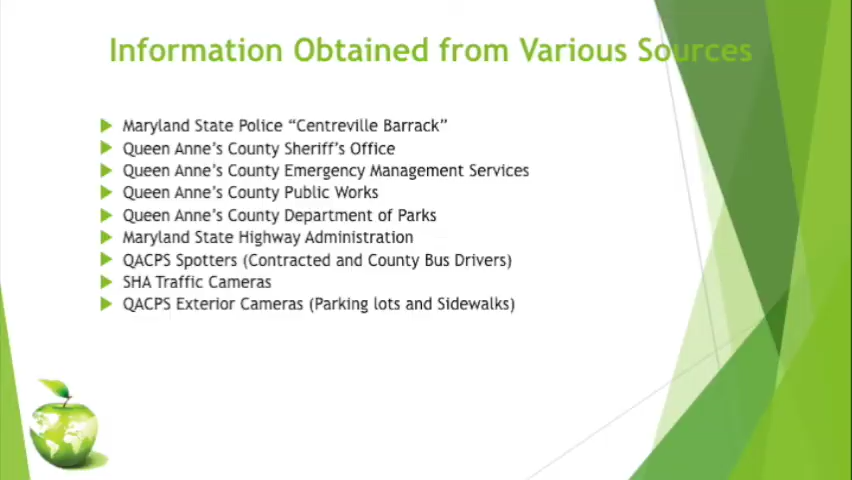 Information Obtained from Various Sources
Maryland State Police “Centreville Barrack”
Queen Anne’s County Sheriff’s Office
Queen Anne’s County Emergency Management Services
Queen Anne’s County Public Works
Queen Anne’s County Department of Parks
Maryland State Highway Administration
QACPS Spotters (Contracted and County Bus Drivers)
SHA Traffic Cameras
QACPS Exterior Cameras (Parking lots and Sidewalks)